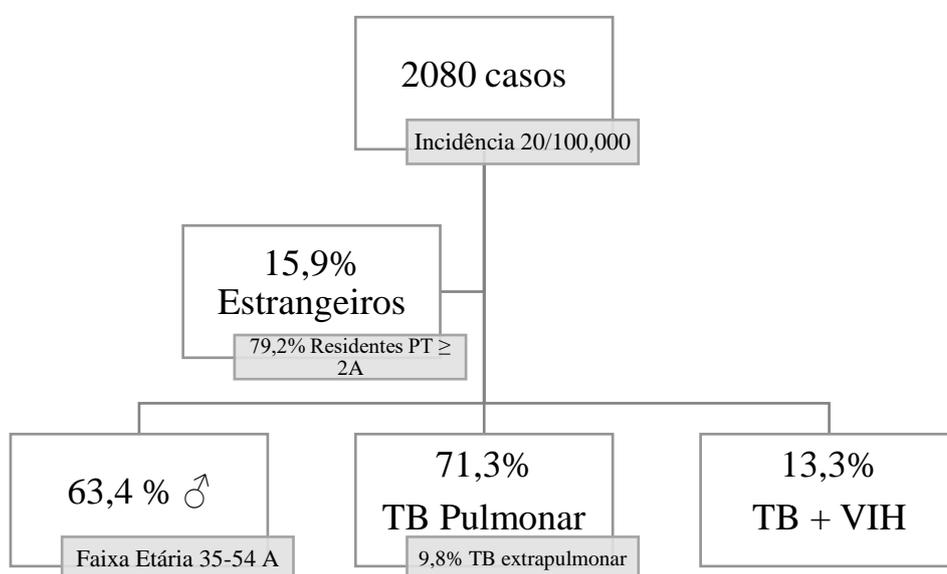 2080 casos
Incidência 20/100,000
15,9%
Estrangeiros
79,2% Residentes PT ≥
2A
63,4 % ♂
Faixa Etária 35-54 A
71,3%
TB Pulmonar
9,8% TB extrapulmonar
13,3%
TB + VIH